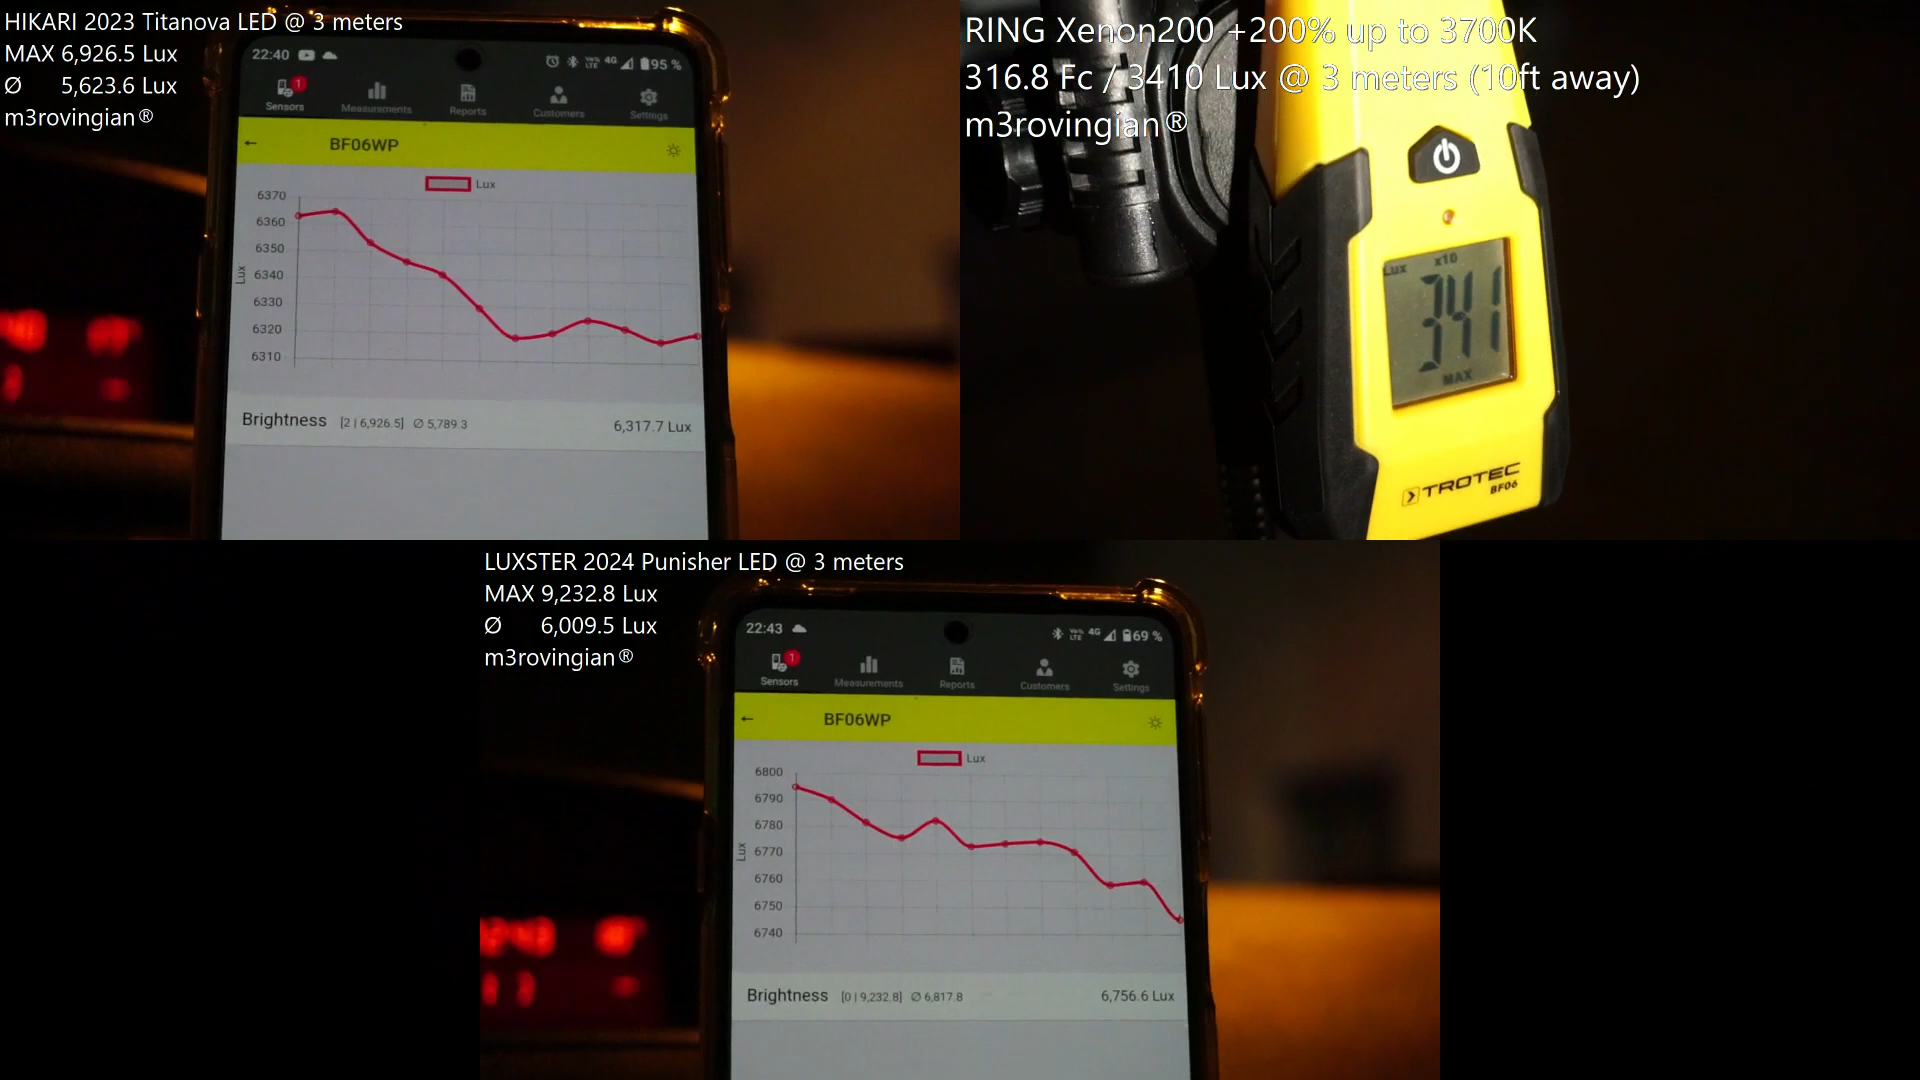 HIKARI 2023 Titanova LED @ 3 meters
MAX 6,926.5 Lux
Ø 5,623.6 Lux
m3rovingian®
22:40 4G 95 %
1
Sensors Measurements Reports Customers Settings
← BF06WP
Lux
6370
6360
6350
6340
6330
6320
6310
Lux
Brightness [2 | 6,926.5] Ø 5,789.3 6,317.7 Lux
RING Xenon200 +200% up to 3700K
316.8 Fc / 3410 Lux @ 3 meters (10ft away)
m3rovingian®
Lux x10
341
MAX
TROTEC
BF06
LUXSTER 2024 Punisher LED @ 3 meters
MAX 9,232.8 Lux
Ø 6,009.5 Lux
m3rovingian®
22:43 4G 69 %
1
Sensors Measurements Reports Customers Settings
← BF06WP
Lux
6800
6790
6780
6770
6760
6750
6740
Lux
Brightness [0 | 9,232.8] Ø 6,817.8 6,756.6 Lux